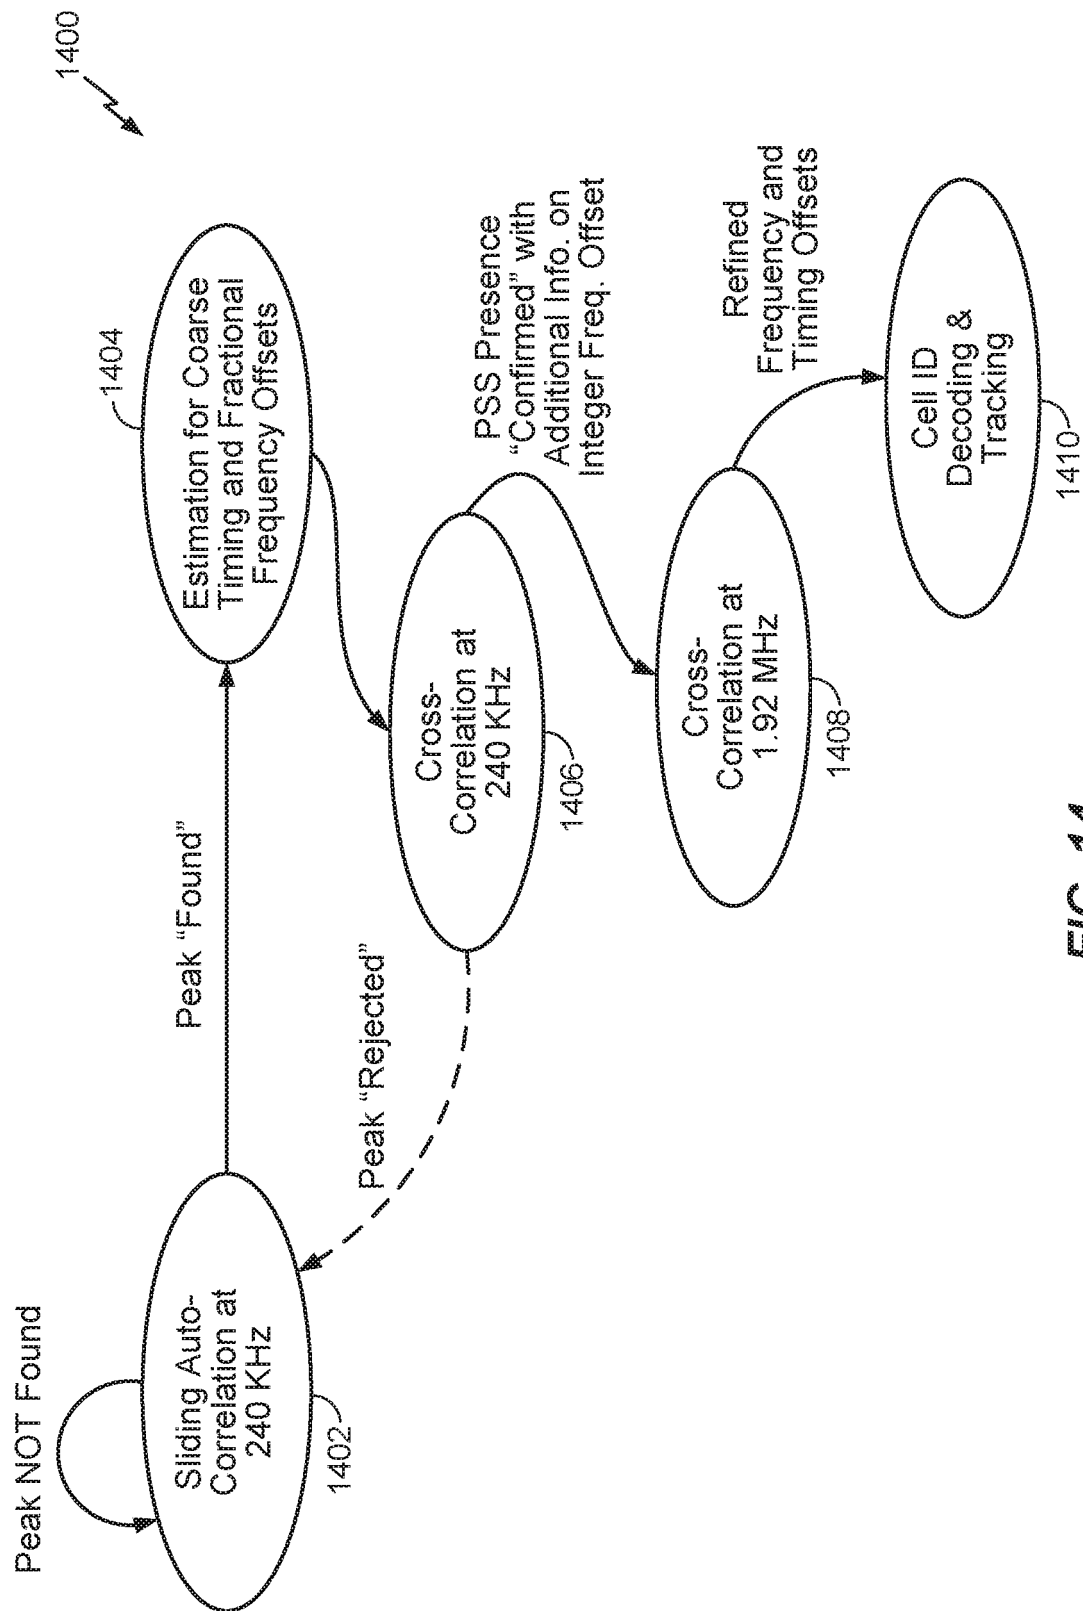 1400
Peak NOT Found
Sliding Auto-
Correlation at
240 KHz
1402
Peak “Found”
Estimation for Coarse
Timing and Fractional
Frequency Offsets
1404
Peak “Rejected”
Cross-
Correlation at
240 KHz
1406
PSS Presence
“Confirmed” with
Additional Info. on
Integer Freq. Offset
Cross-
Correlation at
1.92 MHz
1408
Refined
Frequency and
Timing Offsets
Cell ID
Decoding &
Tracking
1410
FIG. 14